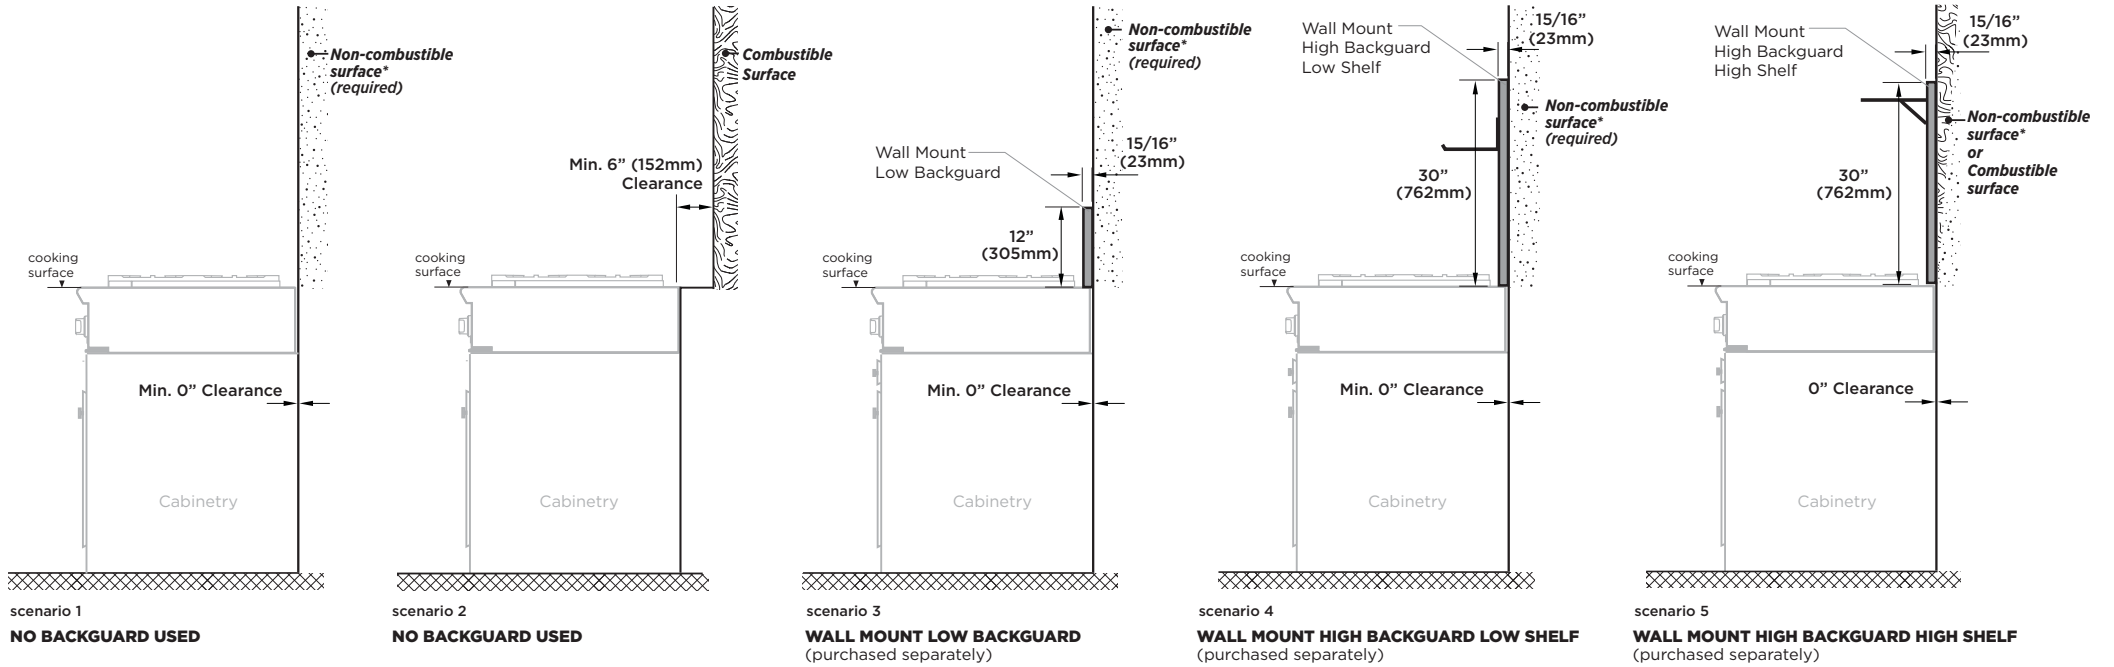 Non-combustible
surface*
(required)
cooking
surface
Min. 0” Clearance
Cabinetry
scenario 1
NO BACKGUARD USED
Combustible
Surface
Min. 6” (152mm)
Clearance
cooking
surface
Cabinetry
scenario 2
NO BACKGUARD USED
Non-combustible
surface*
(required)
15/16”
(23mm)
Wall Mount
Low Backguard
12”
(305mm)
cooking
surface
Min. 0” Clearance
Cabinetry
scenario 3
WALL MOUNT LOW BACKGUARD
(purchased separately)
15/16”
(23mm)
Wall Mount
High Backguard
Low Shelf
Non-combustible
surface*
(required)
30”
(762mm)
cooking
surface
Min. 0” Clearance
Cabinetry
scenario 4
WALL MOUNT HIGH BACKGUARD LOW SHELF
(purchased separately)
15/16”
(23mm)
Wall Mount
High Backguard
High Shelf
Non-combustible
surface*
or
Combustible
surface
30”
(762mm)
cooking
surface
0” Clearance
Cabinetry
scenario 5
WALL MOUNT HIGH BACKGUARD HIGH SHELF
(purchased separately)